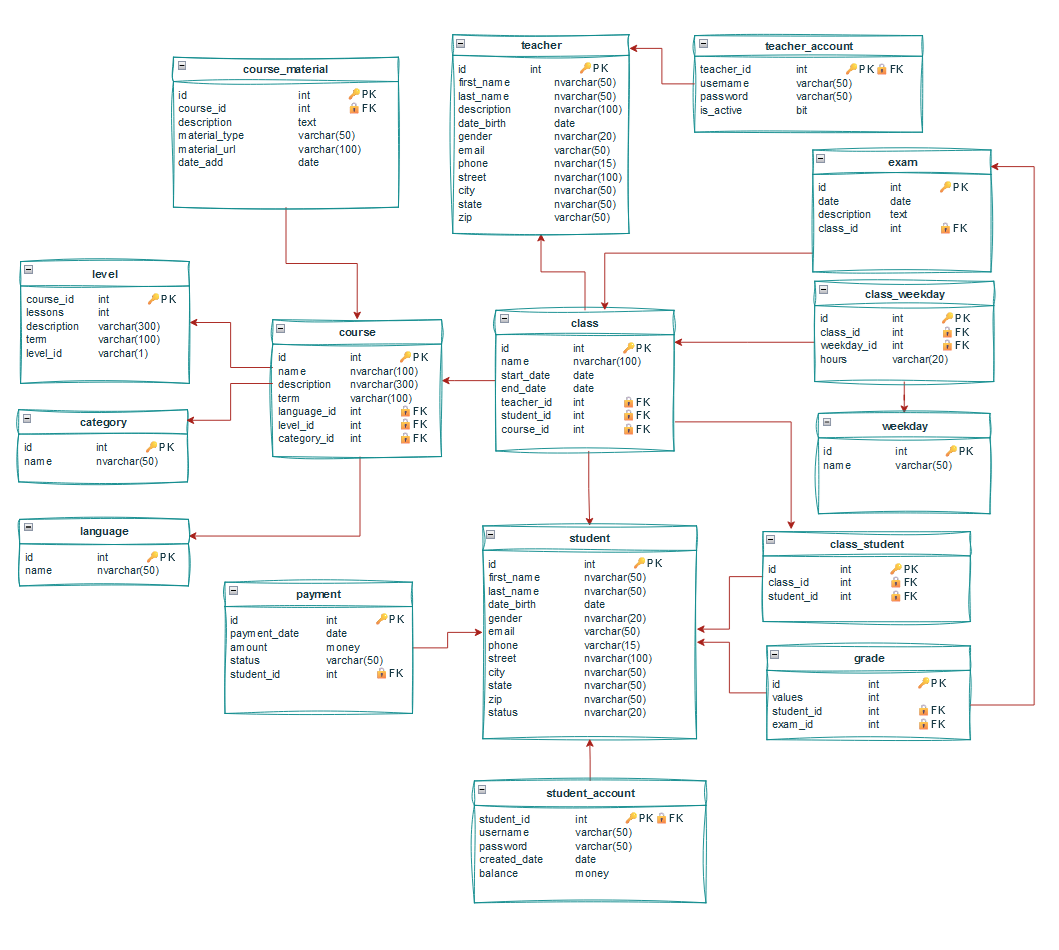 course_material
id int PK
course_id int FK
description text
material_type varchar(50)
material_url varchar(100)
date_add date
teacher
id int PK
first_name nvarchar(50)
last_name nvarchar(50)
description nvarchar(100)
date_birth date
gender nvarchar(20)
email varchar(50)
phone nvarchar(15)
street nvarchar(100)
city nvarchar(50)
state nvarchar(50)
zip varchar(50)
teacher_account
teacher_id int PK FK
username varchar(50)
password varchar(50)
is_active bit
exam
id int PK
date date
description text
class_id int FK
level
course_id int PK
lessons int
description varchar(300)
term varchar(100)
level_id varchar(1)
course
id int PK
name nvarchar(100)
description nvarchar(300)
term varchar(100)
language_id int FK
level_id int FK
category_id int FK
class
id int PK
name nvarchar(100)
start_date date
end_date date
teacher_id int FK
student_id int FK
course_id int FK
class_weekday
id int PK
class_id int FK
weekday_id int FK
hours varchar(20)
category
id int PK
name nvarchar(50)
weekday
id int PK
name varchar(50)
language
id int PK
name nvarchar(50)
student
id int PK
first_name nvarchar(50)
last_name nvarchar(50)
date_birth date
gender nvarchar(20)
email varchar(50)
phone varchar(15)
street nvarchar(100)
city nvarchar(50)
state nvarchar(50)
zip nvarchar(50)
status nvarchar(20)
class_student
id int PK
class_id int FK
student_id int FK
payment
id int PK
payment_date date
amount money
status varchar(50)
student_id int FK
grade
id int PK
values int
student_id int FK
exam_id int FK
student_account
student_id int PK FK
username varchar(50)
password varchar(50)
created_date date
balance money